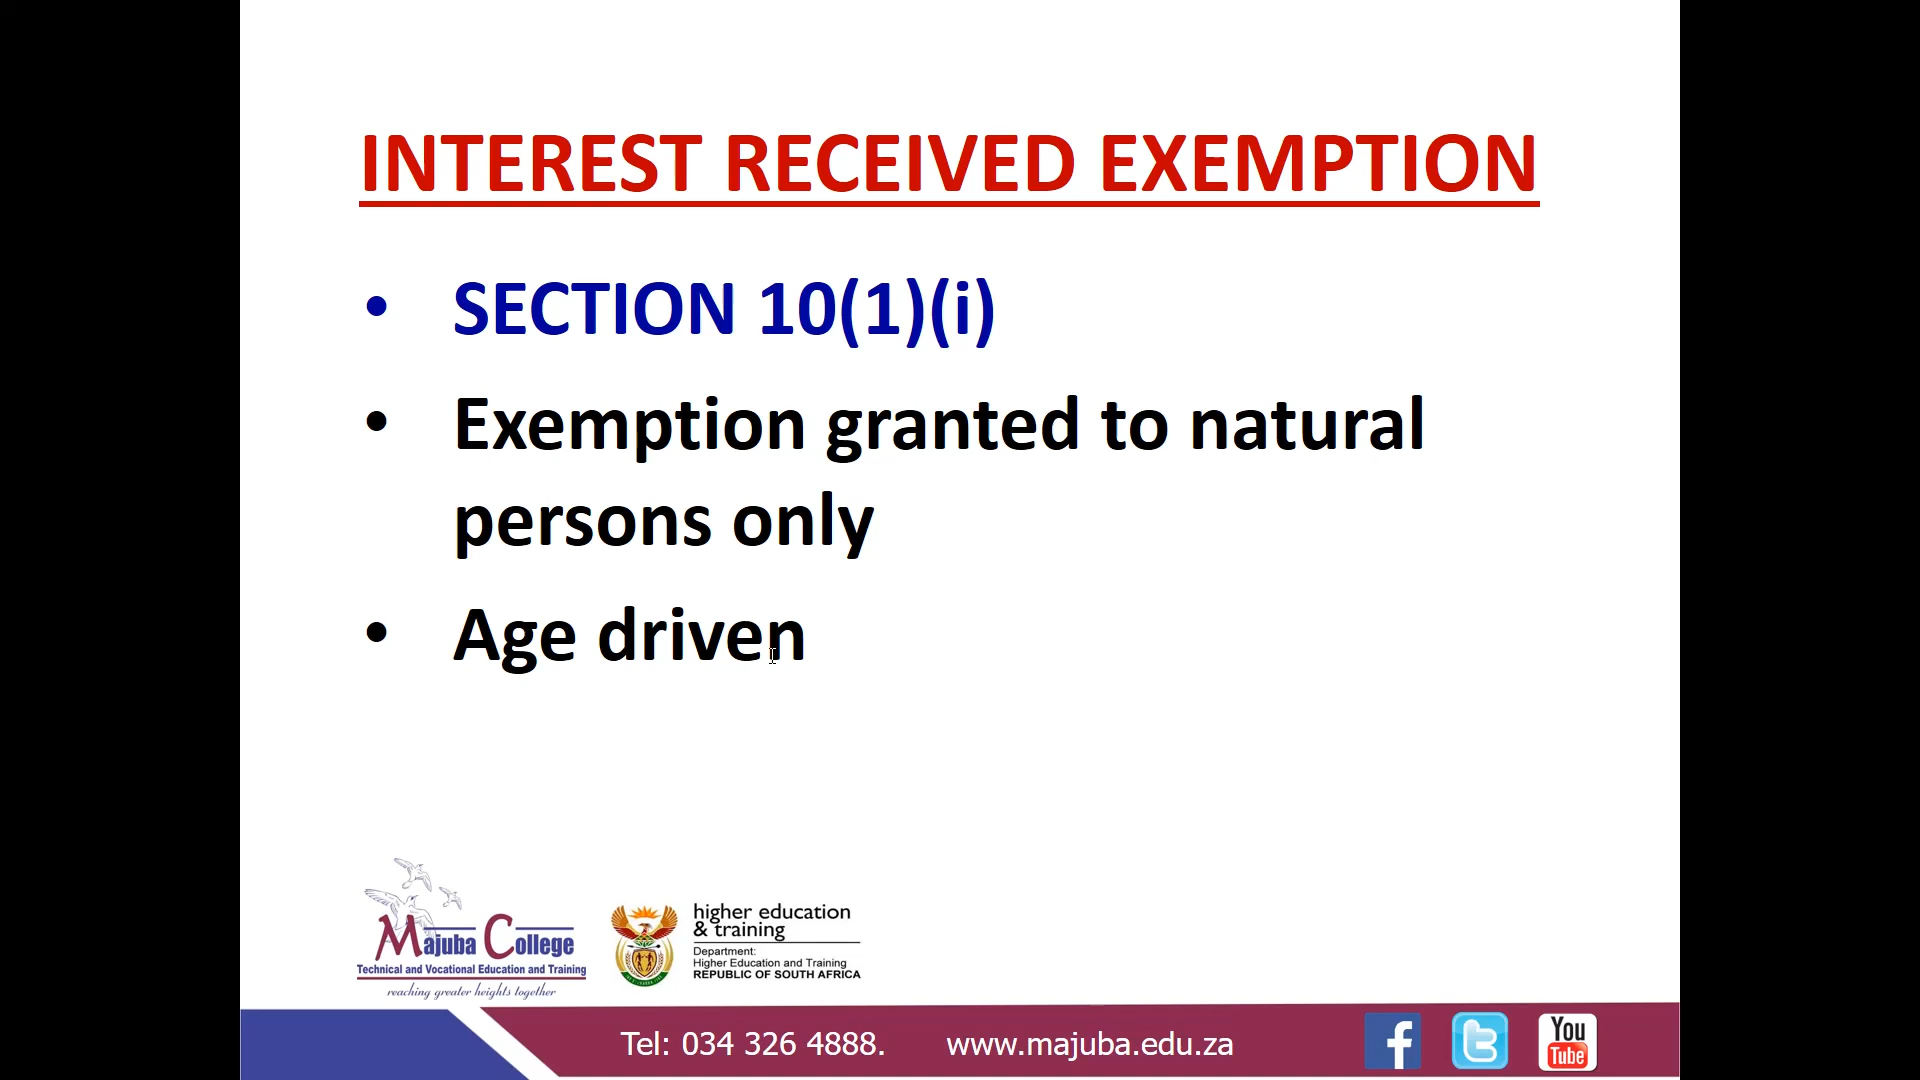 INTEREST RECEIVED EXEMPTION
• SECTION 10(1)(i)
• Exemption granted to natural
persons only
• Age driven
Majuba College
Technical and Vocational Education and Training
reaching greater heights together
higher education
& training
Department:
Higher Education and Training
REPUBLIC OF SOUTH AFRICA
Tel: 034 326 4888. www.majuba.edu.za
You
Tube